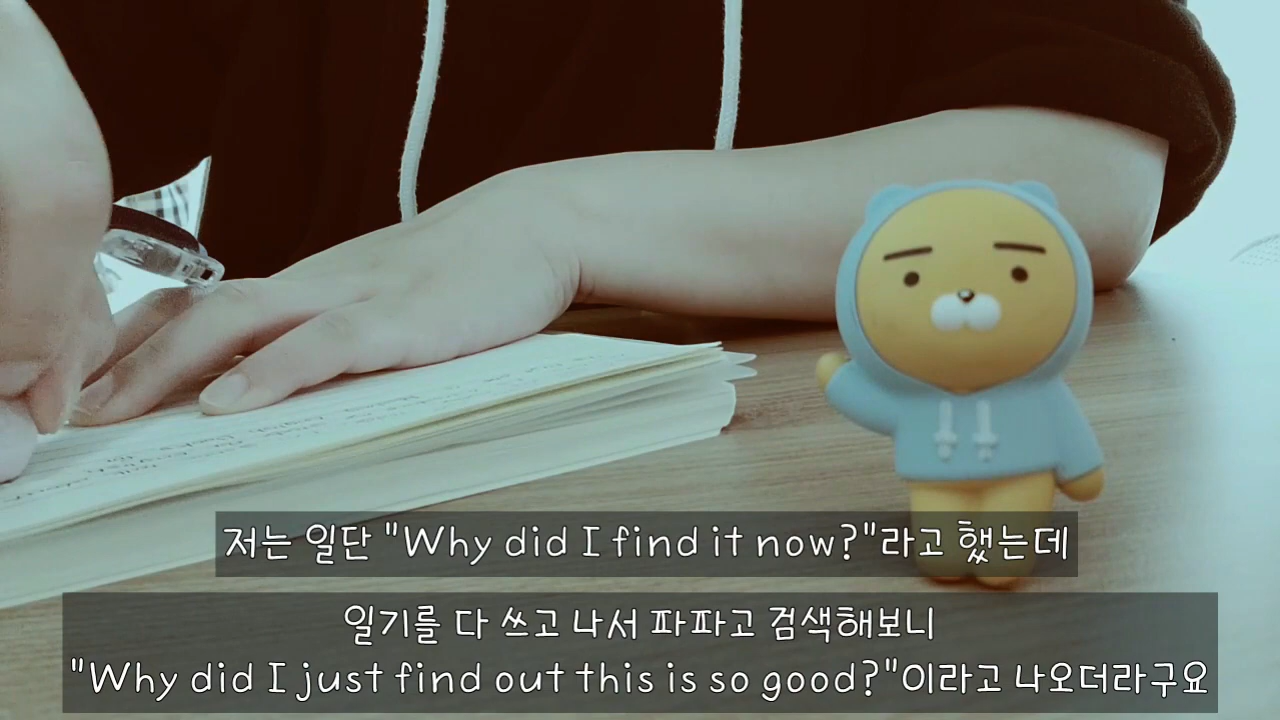 저는 일단 "Why did I find it now?"라고 했는데
일기를 다 쓰고 나서 파파고 검색해보니
"Why did I just find out this is so good?"이라고 나오더라구요